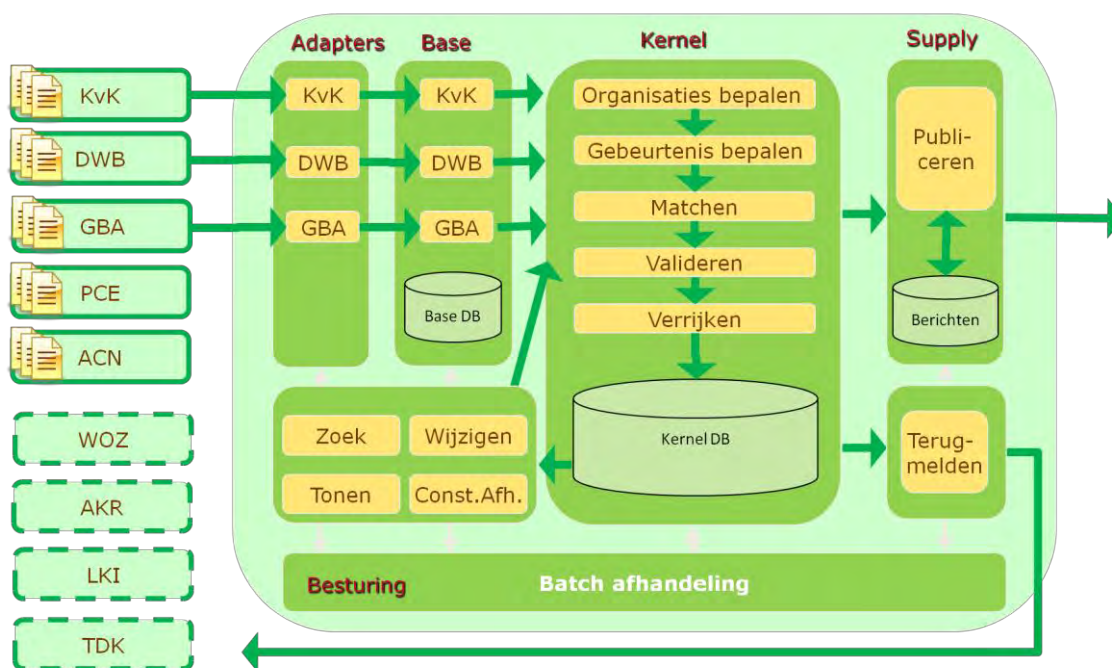 Adapters
Base
Kernel
Supply
KvK
KvK
KvK
Organisaties bepalen
DWB
DWB
DWB
Gebeurtenis bepalen
Publi-
ceren
GBA
GBA
GBA
Matchen
PCE
Base DB
Valideren
Berichten
ACN
Verrijken
WOZ
Zoek
Wijzigen
Kernel DB
Terug-
melden
AKR
Tonen
Const.Afh.
LKI
Besturing
Batch afhandeling
TDK